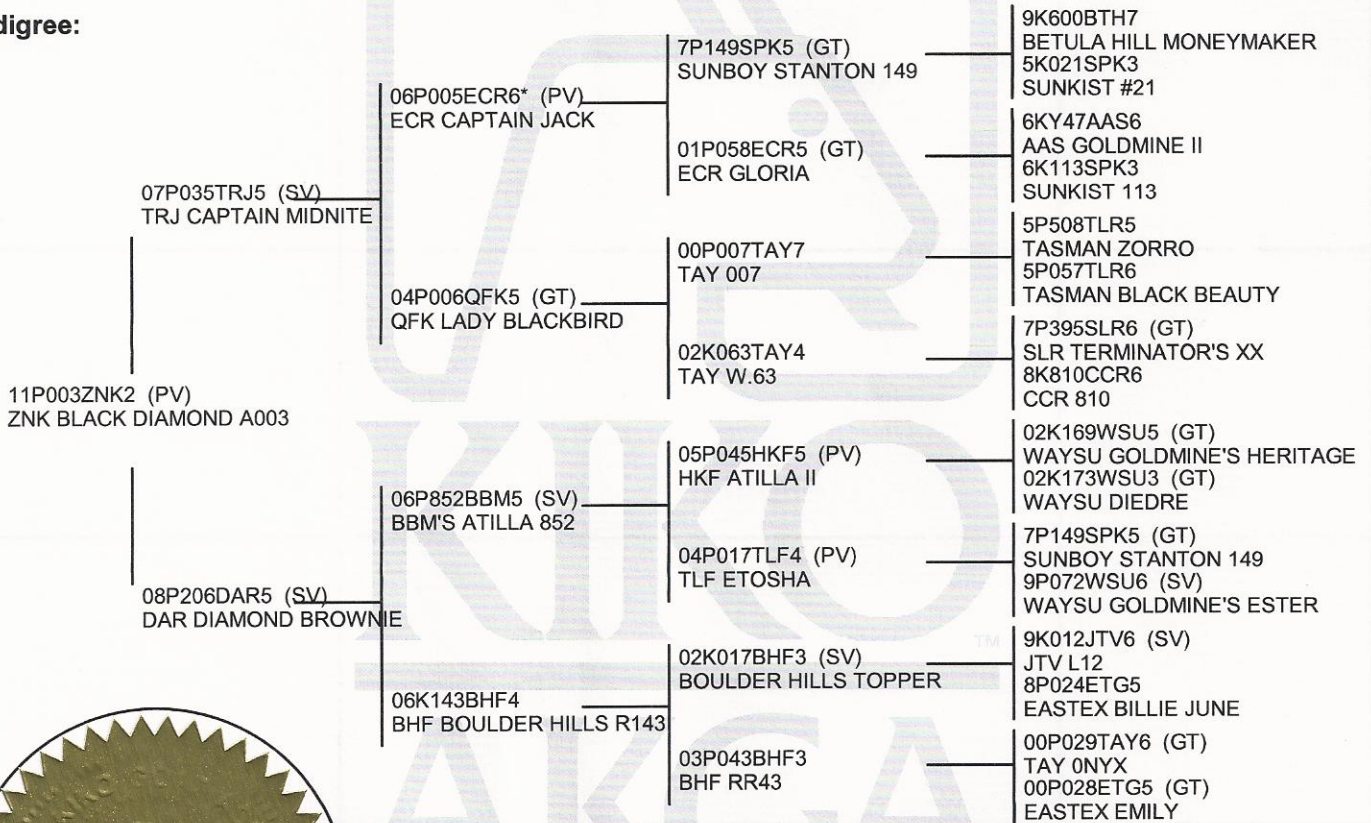 digree:
11P003ZNK2 (PV)
ZNK BLACK DIAMOND A003
07P035TRJ5 (SV)
TRJ CAPTAIN MIDNITE
08P206DAR5 (SV)
DAR DIAMOND BROWNIE
06P005ECR6* (PV)
ECR CAPTAIN JACK
04P006QFK5 (GT)
QFK LADY BLACKBIRD
06P852BBM5 (SV)
BBM'S ATILLA 852
06K143BHF4
BHF BOULDER HILLS R143
7P149SPK5 (GT)
SUNBOY STANTON 149
01P058ECR5 (GT)
ECR GLORIA
00P007TAY7
TAY 007
02K063TAY4
TAY W.63
05P045HKF5 (PV)
HKF ATILLA II
04P017TLF4 (PV)
TLF ETOSHA
02K017BHF3 (SV)
BOULDER HILLS TOPPER
03P043BHF3
BHF RR43
9K600BTH7
BETULA HILL MONEYMAKER
5K021SPK3
SUNKIST #21
6KY47AAS6
AAS GOLDMINE II
6K113SPK3
SUNKIST 113
5P508TLR5
TASMAN ZORRO
5P057TLR6
TASMAN BLACK BEAUTY
7P395SLR6 (GT)
SLR TERMINATOR'S XX
8K810CCR6
CCR 810
02K169WSU5 (GT)
WAYSU GOLDMINE'S HERITAGE
02K173WSU3 (GT)
WAYSU DIEDRE
7P149SPK5 (GT)
SUNBOY STANTON 149
9P072WSU6 (SV)
WAYSU GOLDMINE'S ESTER
9K012JTV6 (SV)
JTV L12
8P024ETG5
EASTEX BILLIE JUNE
00P029TAY6 (GT)
TAY 0NYX
00P028ETG5 (GT)
EASTEX EMILY
KIKO
TM
AKGA